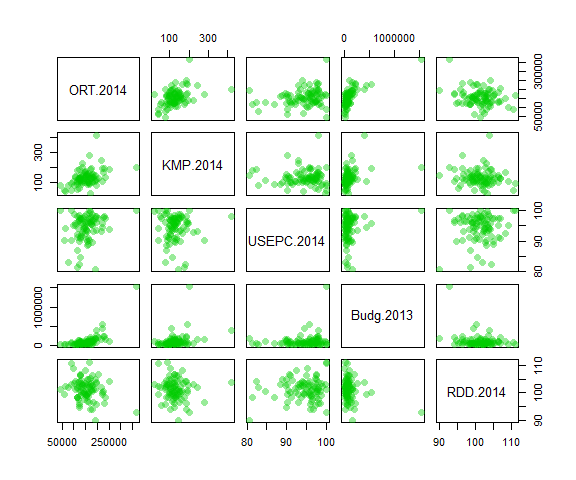 100 300
0 1000000
ORT.2014
50000 300000
100 300
KMP.2014
USEPC.2014
80 90 100
0 1000000
Budg.2013
RDD.2014
90 100 110
50000 250000
80 90 100
90 100 110